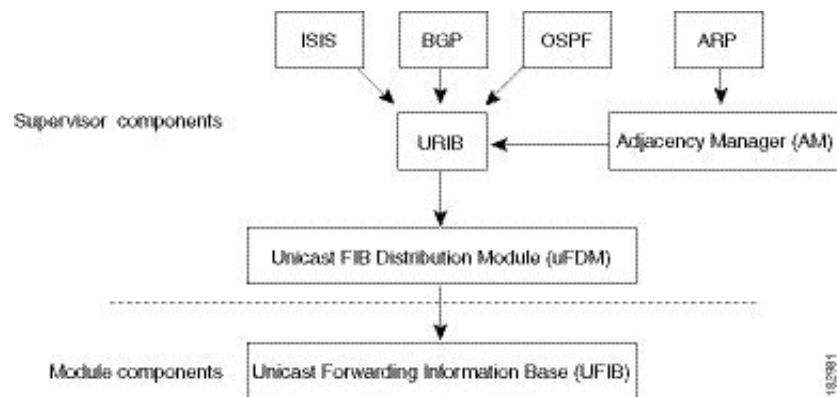 ISIS
BGP
OSPF
ARP
Supervisor components
URIB
Adjacency Manager (AM)
Unicast FIB Distribution Module (uFDM)
Module components
Unicast Forwarding Information Base (UFIB)
182981